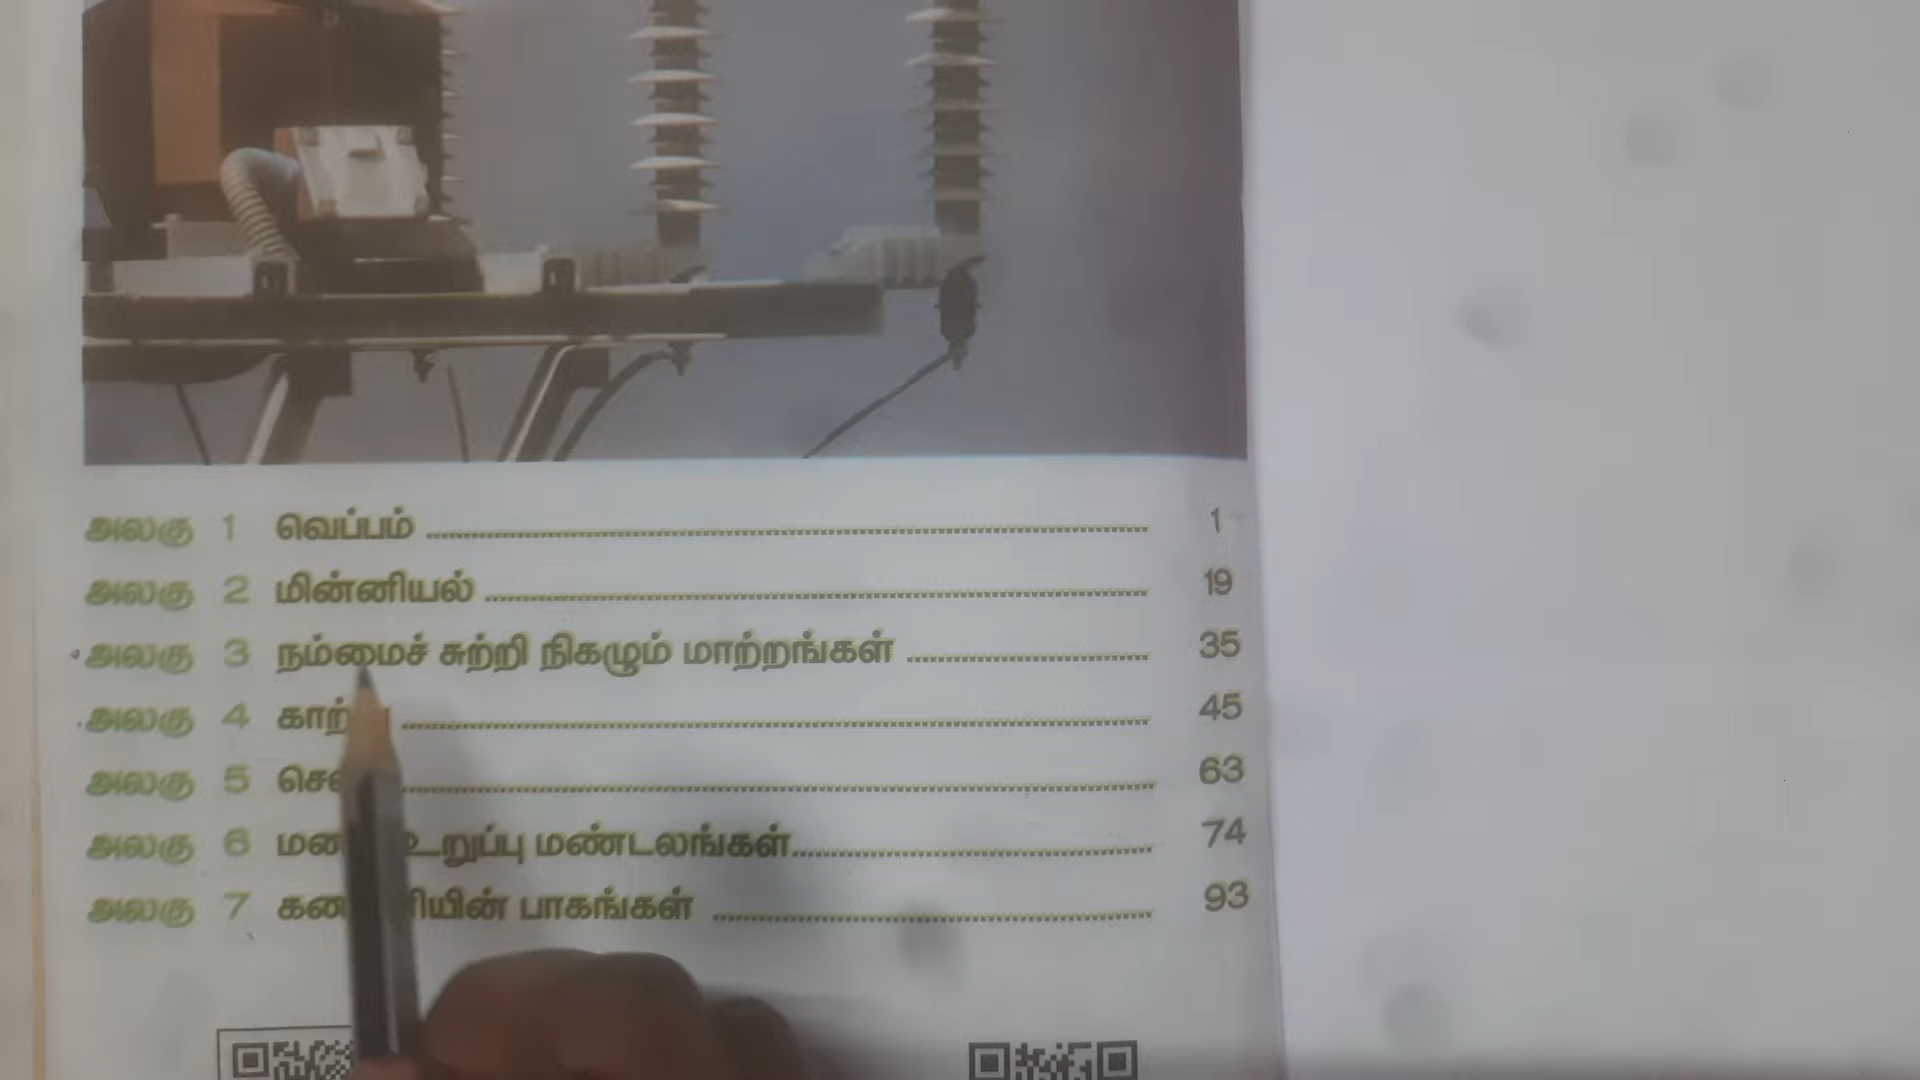 அலகு 1 வெப்பம் 1
அலகு 2 மின்னியல் 19
அலகு 3 நம்மைச் சுற்றி நிகழும் மாற்றங்கள் 35
அலகு 4 45
அலகு 5 63
அலகு 6 உறுப்பு மண்டலங்கள் 74
அலகு 7 பாகங்கள் 93